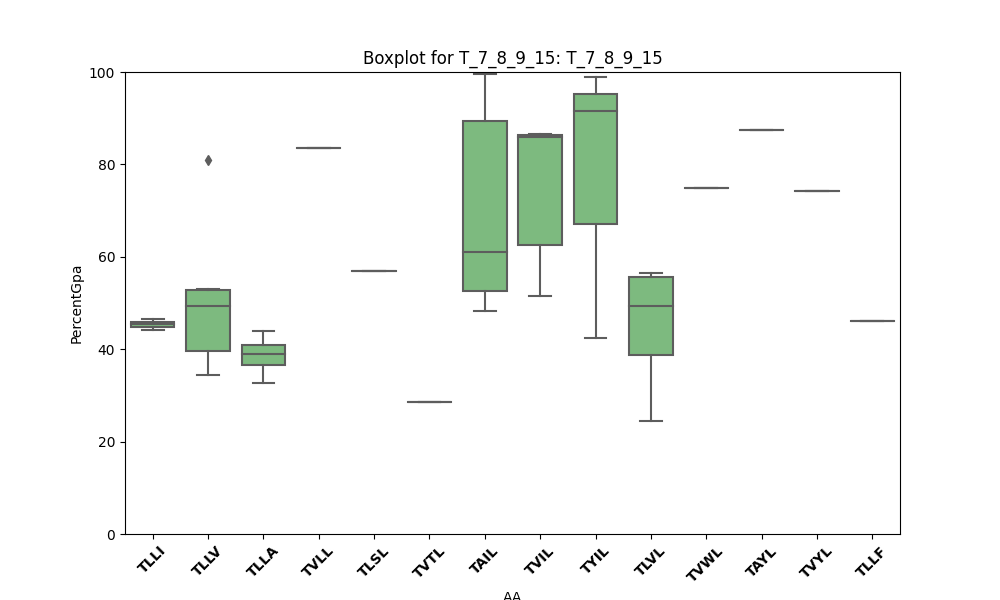 Boxplot for T_7_8_9_15: T_7_8_9_15
100
80
60
40
20
0
PercentGpa
TLLI TLLV TLLA TVLL TLSL TVTL TAIL TVIL TYIL TLVL TVWL TAYL TVYL TLLF
AA